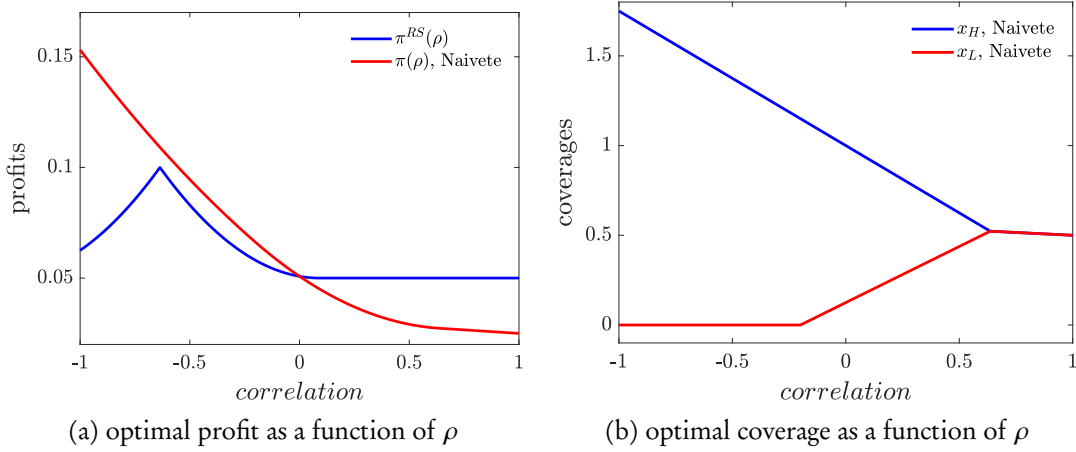 π^{RS}(ρ)
π(ρ), Naivete
0.15
0.1
0.05
profits
-1 -0.5 0 0.5 1
correlation
(a) optimal profit as a function of ρ
x_H, Naivete
x_L, Naivete
1.5
1
0.5
0
coverages
-1 -0.5 0 0.5 1
correlation
(b) optimal coverage as a function of ρ